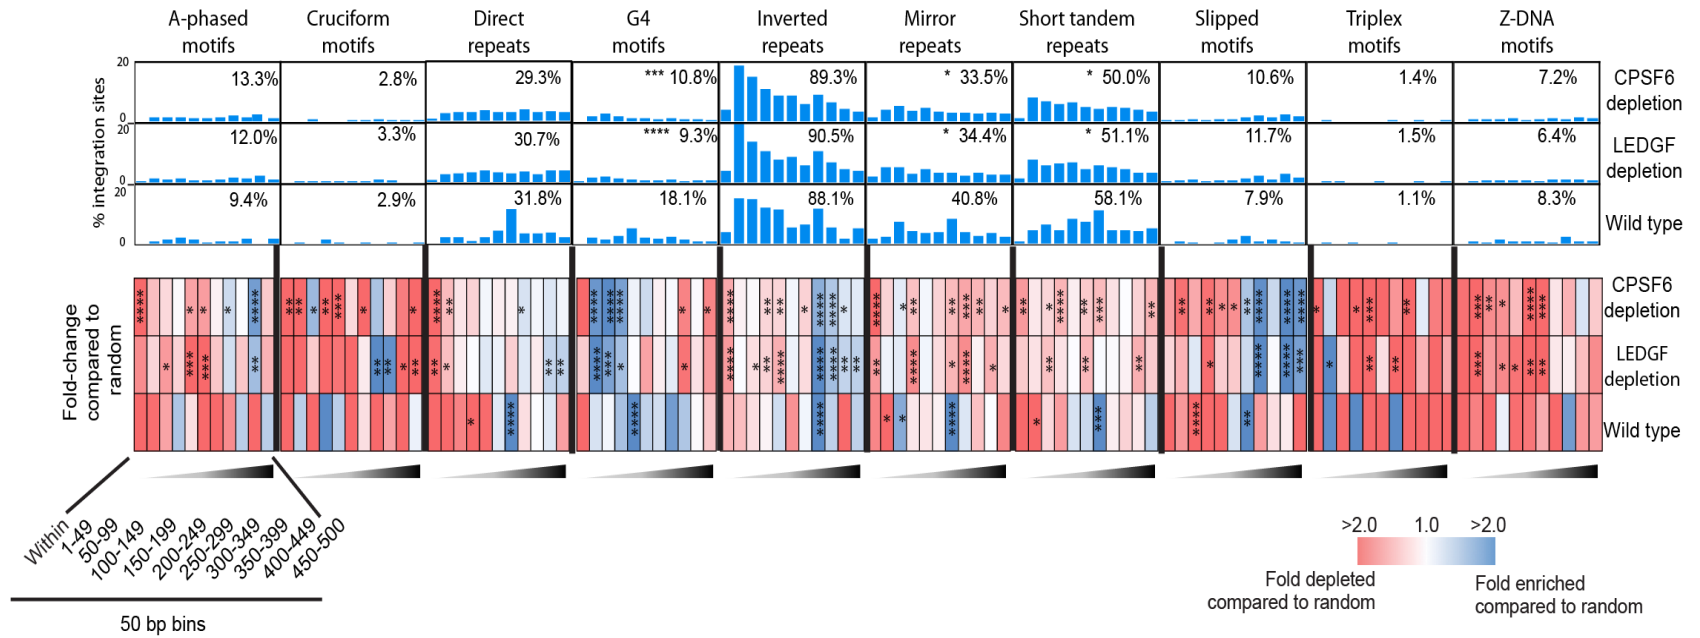 A-phased motifs
Cruciform motifs
Direct repeats
G4 motifs
Inverted repeats
Mirror repeats
Short tandem repeats
Slipped motifs
Triplex motifs
Z-DNA motifs
% integration sites
20
0
13.3%
2.8%
29.3%
*** 10.8%
89.3%
* 33.5%
* 50.0%
10.6%
1.4%
7.2%
CPSF6 depletion
20
0
12.0%
3.3%
30.7%
**** 9.3%
90.5%
* 34.4%
* 51.1%
11.7%
1.5%
6.4%
LEDGF depletion
20
0
9.4%
2.9%
31.8%
18.1%
88.1%
40.8%
58.1%
7.9%
1.1%
8.3%
Wild type
Fold-change compared to random
CPSF6 depletion
LEDGF depletion
Wild type
Within
1-49
50-99
100-149
150-199
200-249
250-299
300-349
350-399
400-449
450-500
50 bp bins
>2.0 1.0 >2.0
Fold depleted compared to random
Fold enriched compared to random